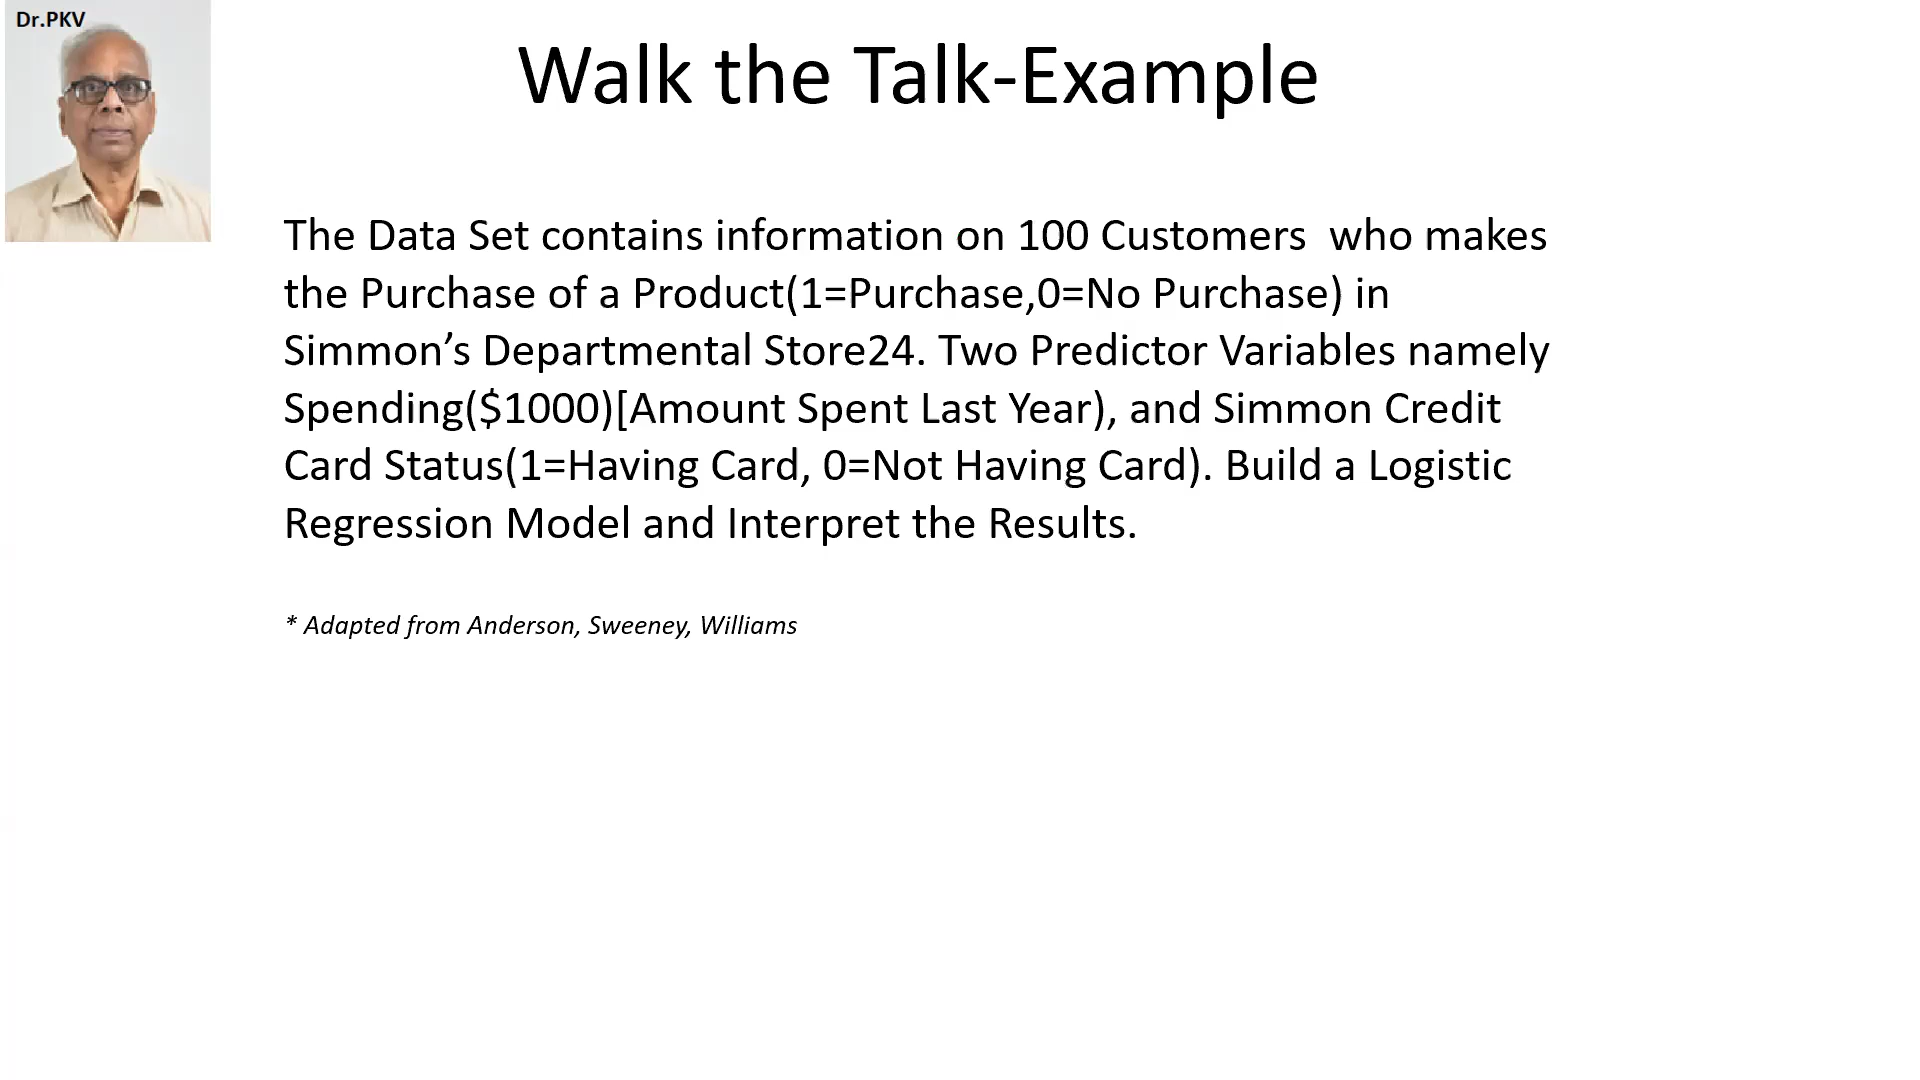 Dr.PKV
Walk the Talk-Example
The Data Set contains information on 100 Customers  who makes
the Purchase of a Product(1=Purchase,0=No Purchase) in
Simmon’s Departmental Store24. Two Predictor Variables namely
Spending($1000)[Amount Spent Last Year), and Simmon Credit
Card Status(1=Having Card, 0=Not Having Card). Build a Logistic
Regression Model and Interpret the Results.
* Adapted from Anderson, Sweeney, Williams